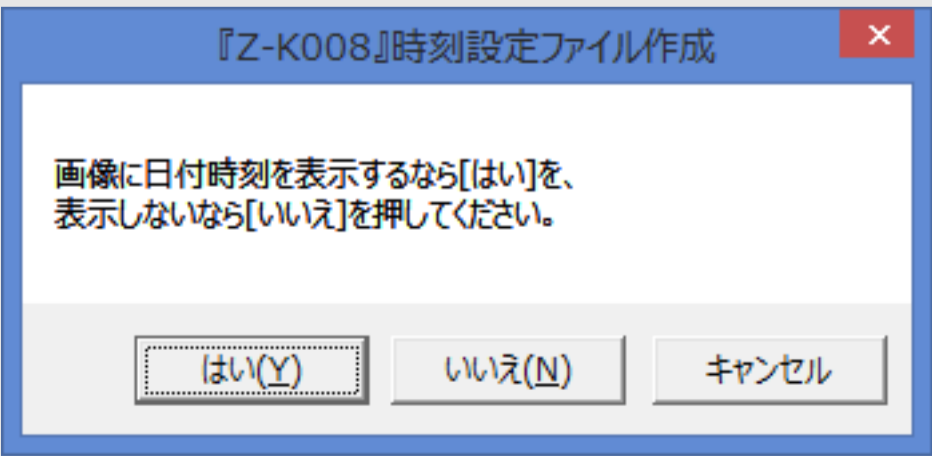 『Z-K008』時刻設定ファイル作成
画像に日付時刻を表示するなら[はい]を、
表示しないなら[いいえ]を押してください。
はい(Y) いいえ(N) キャンセル